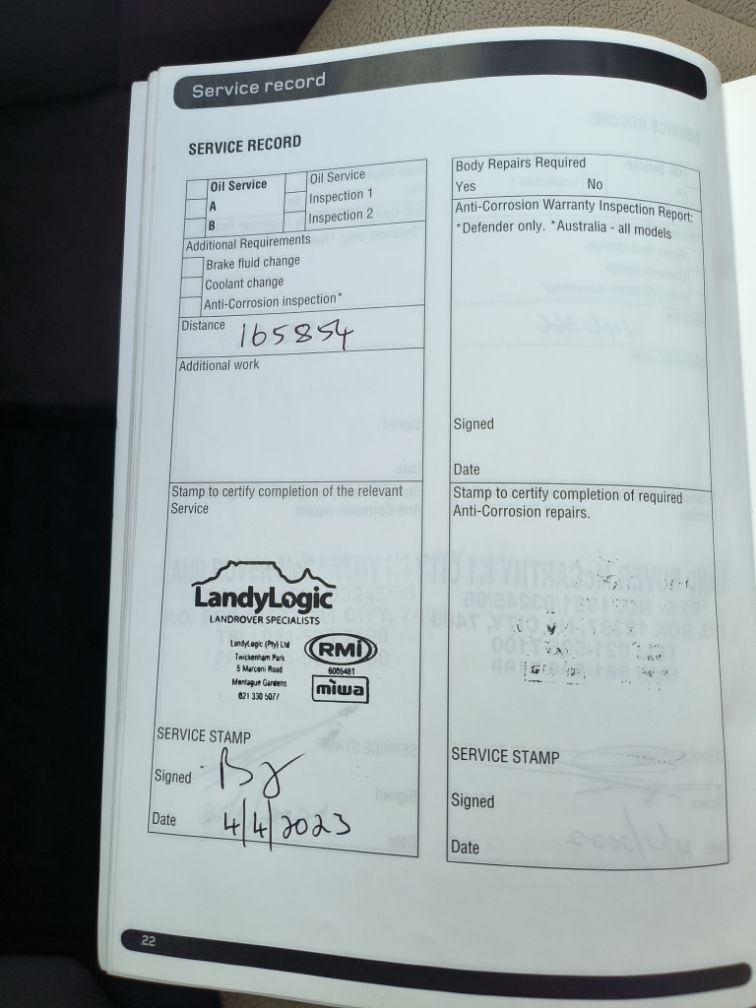 Service record
SERVICE RECORD
Oil Service
A
B
Oil Service
Inspection 1
Inspection 2
Additional Requirements
Brake fluid change
Coolant change
Anti-Corrosion inspection*
Distance 165854
Additional work
Stamp to certify completion of the relevant
Service
LandyLogic
LANDROVER SPECIALISTS
LandyLogic (Pty) Ltd
Twickenham Park
5 Marconi Road
Montague Gardens
021 330 5077
RMI
6005481
miwa
SERVICE STAMP
Signed
Date 4/4/2023
Body Repairs Required
Yes No
Anti-Corrosion Warranty Inspection Report:
*Defender only. *Australia - all models
Signed
Date
Stamp to certify completion of required
Anti-Corrosion repairs.
SERVICE STAMP
Signed
Date
22